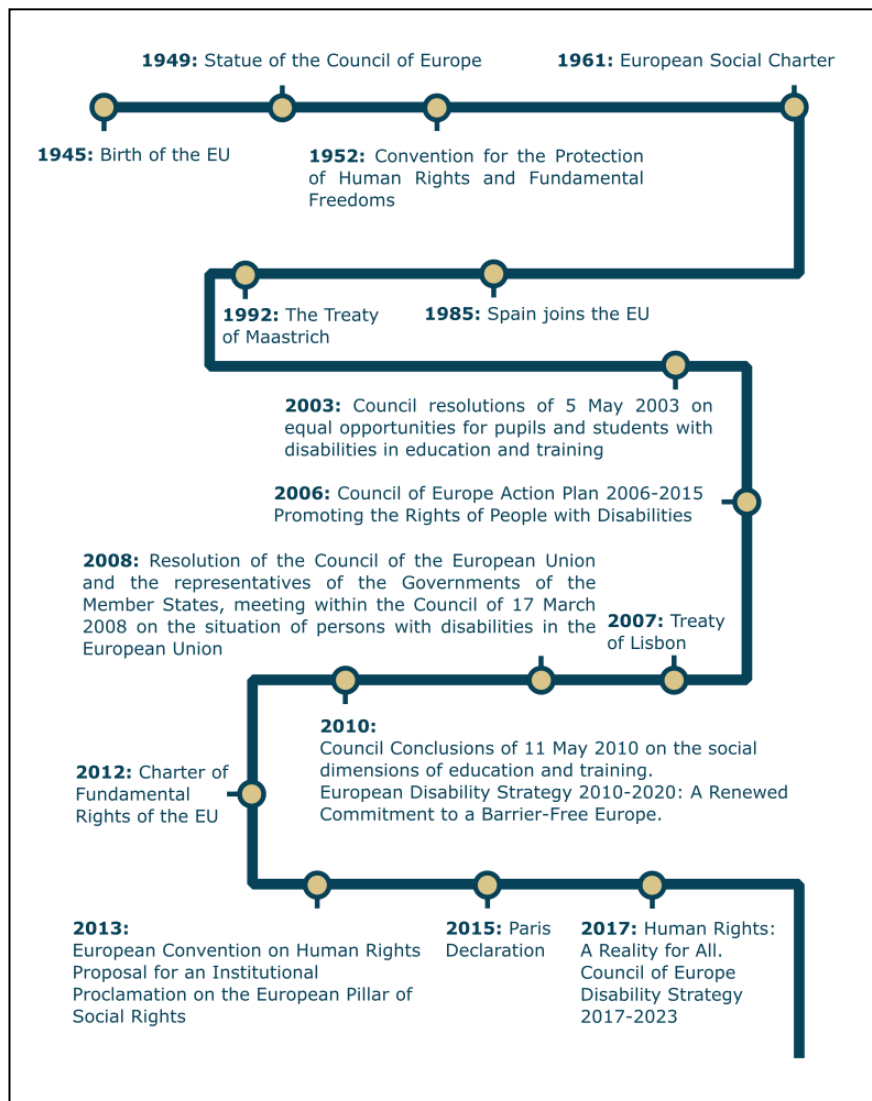 1949: Statue of the Council of Europe
1961: European Social Charter
1945: Birth of the EU
1952: Convention for the Protection
of Human Rights and Fundamental
Freedoms
1992: The Treaty
of Maastrich
1985: Spain joins the EU
2003: Council resolutions of 5 May 2003 on
equal opportunities for pupils and students with
disabilities in education and training
2006: Council of Europe Action Plan 2006-2015
Promoting the Rights of People with Disabilities
2008: Resolution of the Council of the European Union
and the representatives of the Governments of the
Member States, meeting within the Council of 17 March
2008 on the situation of persons with disabilities in the
European Union
2007: Treaty
of Lisbon
2010:
Council Conclusions of 11 May 2010 on the social
dimensions of education and training.
European Disability Strategy 2010-2020: A Renewed
Commitment to a Barrier-Free Europe.
2012: Charter of
Fundamental
Rights of the EU
2013:
European Convention on Human Rights
Proposal for an Institutional
Proclamation on the European Pillar of
Social Rights
2015: Paris
Declaration
2017: Human Rights:
A Reality for All.
Council of Europe
Disability Strategy
2017-2023